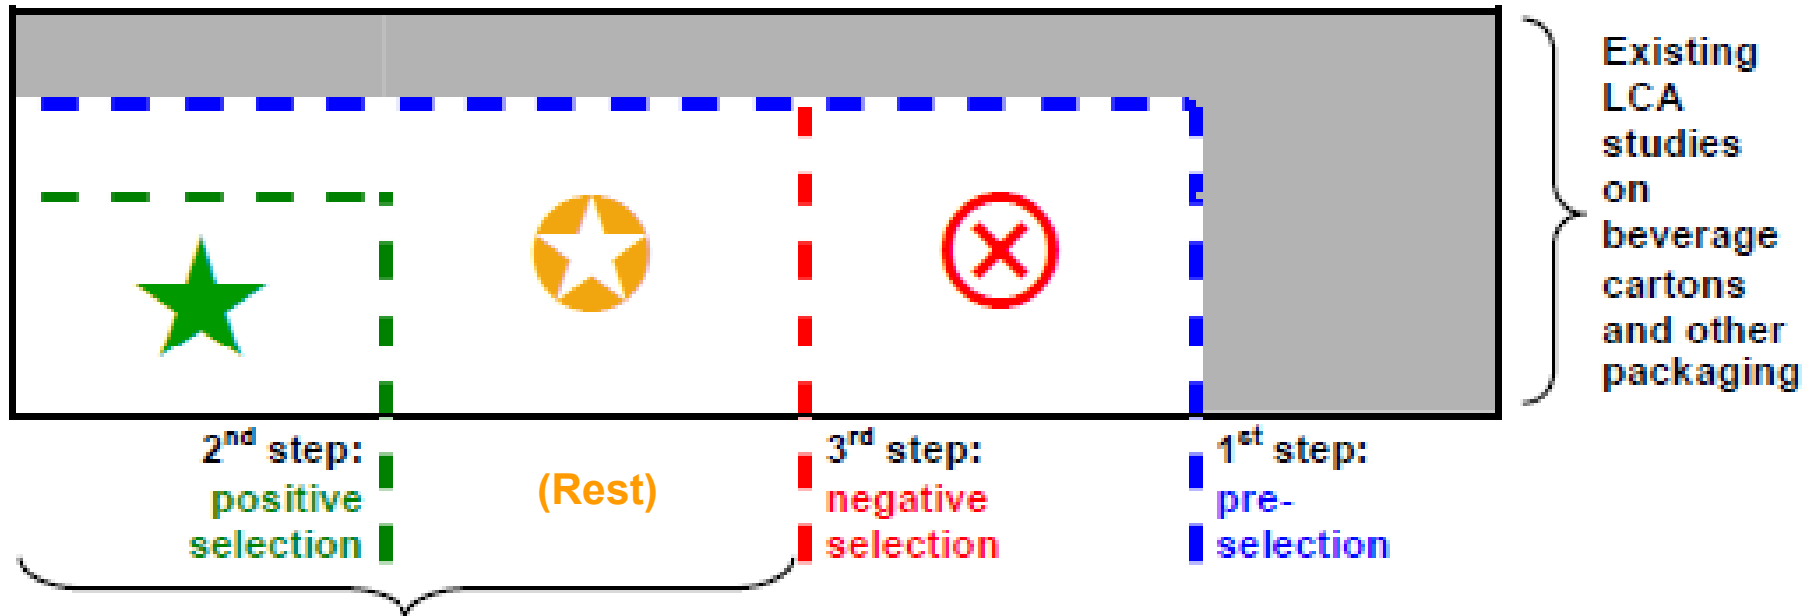 Existing
LCA
studies
on
beverage
cartons
and other
packaging
2nd step:
positive
selection
(Rest)
3rd step:
negative
selection
1st step:
pre-
selection